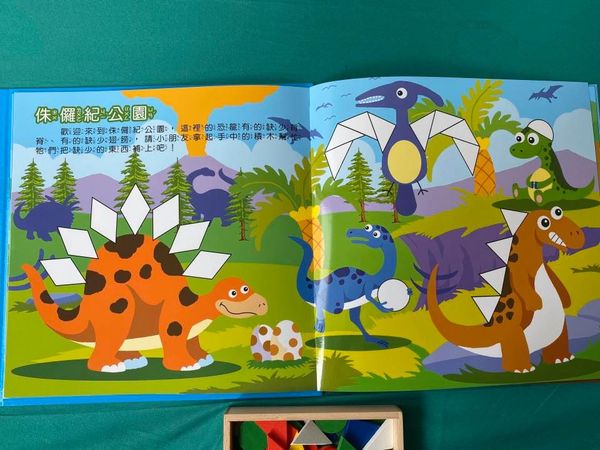 侏儸紀公園
歡迎來到侏儸紀公園，這裡的恐龍有的缺少背
脊、有的缺少翅膀，請小朋友拿起手中的積木幫忙
牠們把缺少的東西補上吧！